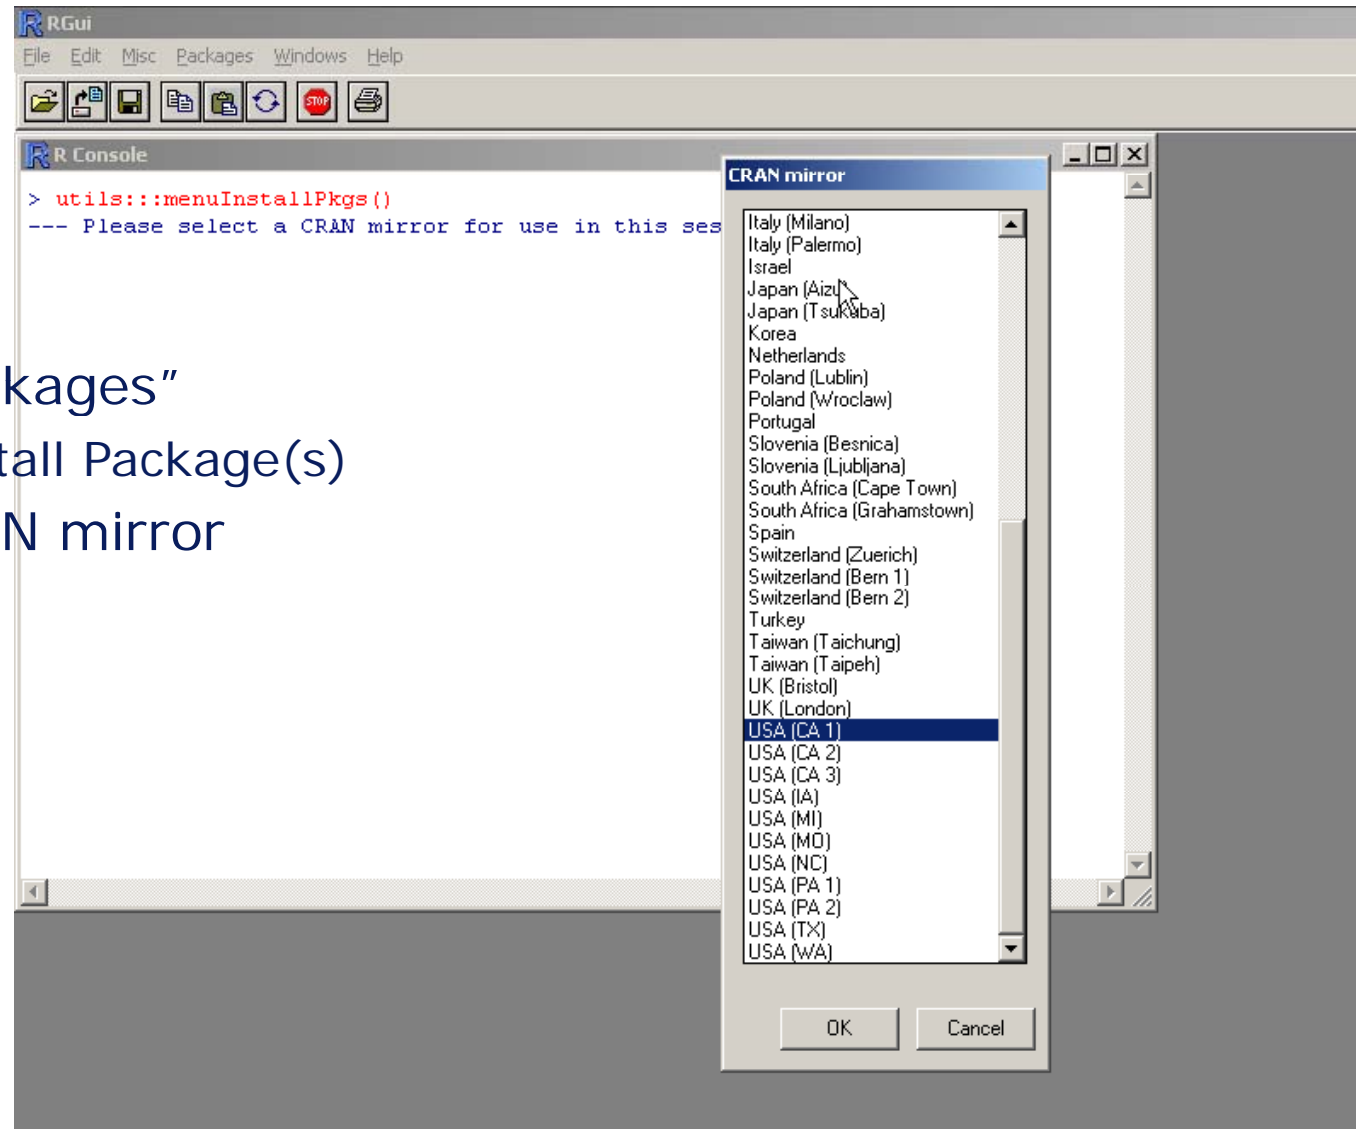 RGui
File Edit Misc Packages Windows Help
STOP
R Console
> utils:::menuInstallPkgs()
--- Please select a CRAN mirror for use in this ses
kages"
tall Package(s)
N mirror
CRAN mirror
Italy (Milano)
Italy (Palermo)
Israel
Japan (Aizu)
Japan (Tsukuba)
Korea
Netherlands
Poland (Lublin)
Poland (Wroclaw)
Portugal
Slovenia (Besnica)
Slovenia (Ljubljana)
South Africa (Cape Town)
South Africa (Grahamstown)
Spain
Switzerland (Zuerich)
Switzerland (Bern 1)
Switzerland (Bern 2)
Turkey
Taiwan (Taichung)
Taiwan (Taipeh)
UK (Bristol)
UK (London)
USA (CA 1)
USA (CA 2)
USA (CA 3)
USA (IA)
USA (MI)
USA (MO)
USA (NC)
USA (PA 1)
USA (PA 2)
USA (TX)
USA (WA)
OK Cancel